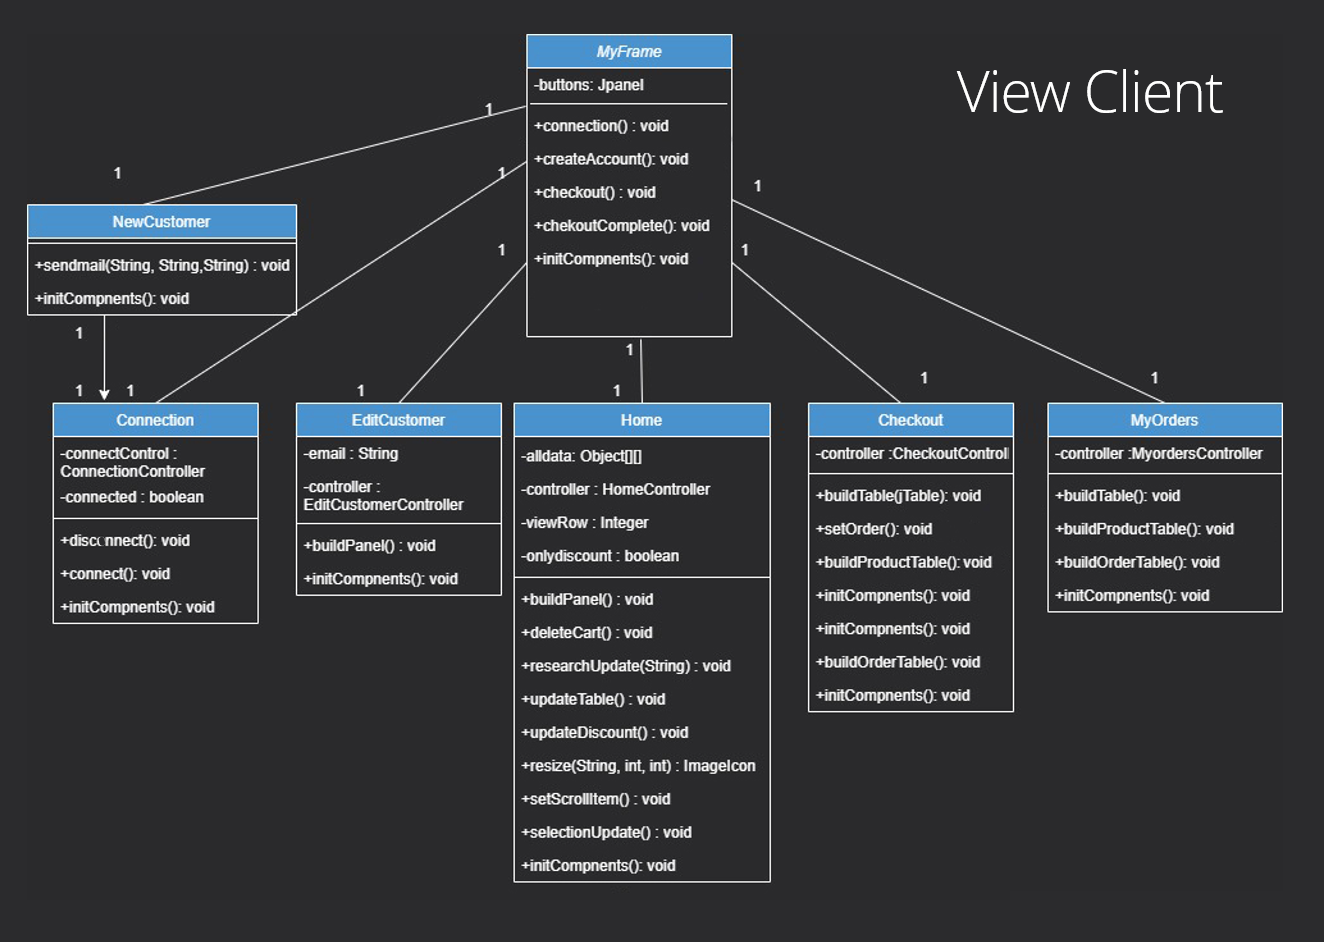 View Client
MyFrame
-buttons: Jpanel
+connection() : void
+createAccount(): void
+checkout() : void
+chekoutComplete(): void
+initCompnents(): void
1
1
1
1
1
1
1
NewCustomer
+sendmail(String, String,String) : void
+initCompnents(): void
1
1
1
1
1
1
1
1
Connection
-connectControl :
ConnectionController
-connected : boolean
+disconnect(): void
+connect(): void
+initCompnents(): void
EditCustomer
-email : String
-controller :
EditCustomerController
+buildPanel() : void
+initCompnents(): void
Home
-alldata: Object[][]
-controller : HomeController
-viewRow : Integer
-onlydiscount : boolean
+buildPanel() : void
+deleteCart() : void
+researchUpdate(String) : void
+updateTable() : void
+updateDiscount() : void
+resize(String, int, int) : ImageIcon
+setScrollItem() : void
+selectionUpdate() : void
+initCompnents(): void
Checkout
-controller :CheckoutControl
+buildTable(jTable): void
+setOrder(): void
+buildProductTable(): void
+initCompnents(): void
+initCompnents(): void
+buildOrderTable(): void
+initCompnents(): void
MyOrders
-controller :MyordersController
+buildTable(): void
+buildProductTable(): void
+buildOrderTable(): void
+initCompnents(): void